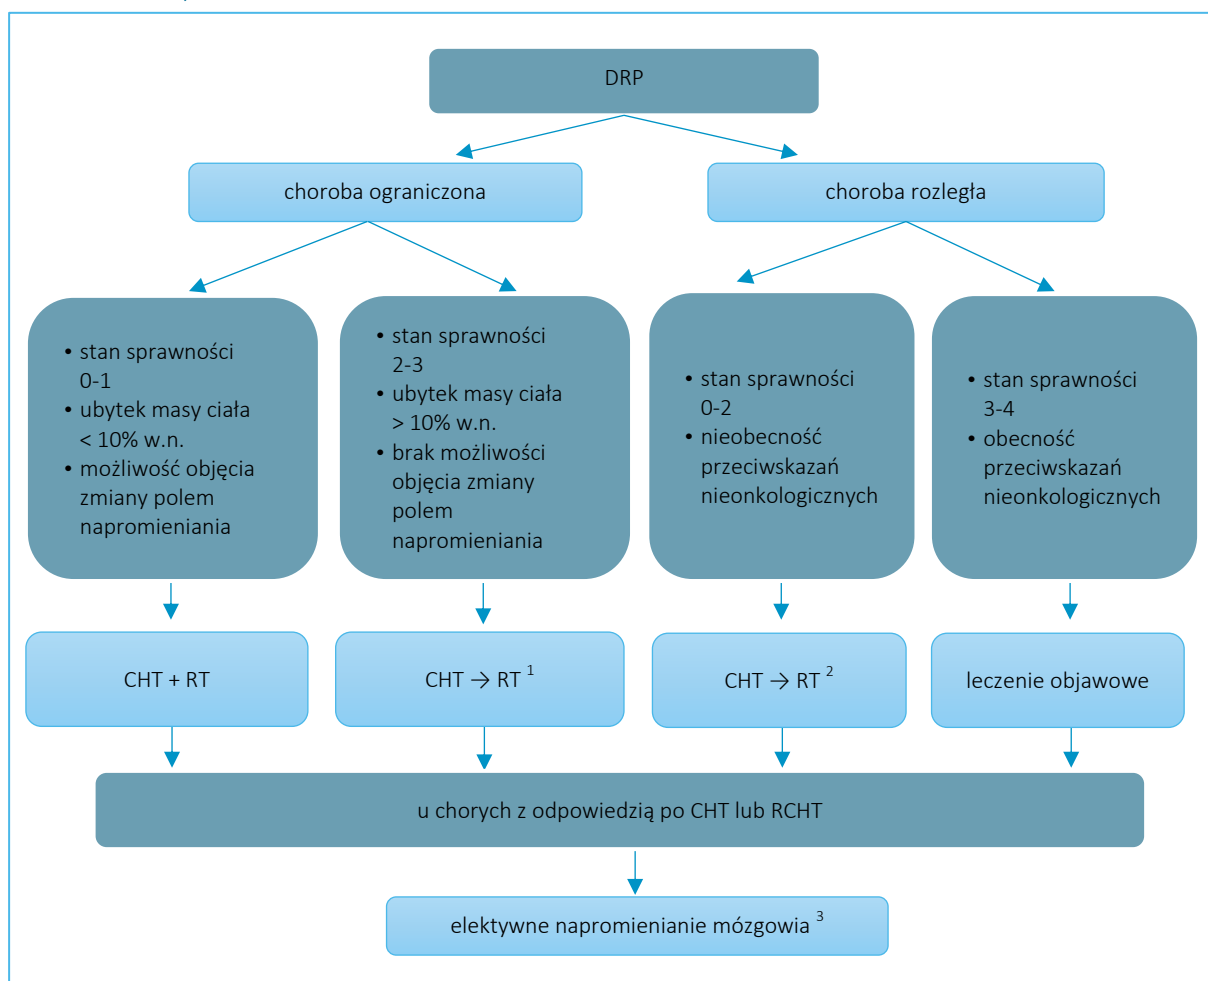 DRP
choroba ograniczona
choroba rozległa
• stan sprawności
0-1
• ubytek masy ciała
< 10% w.n.
• możliwość objęcia
zmiany polem
napromieniania
• stan sprawności
2-3
• ubytek masy ciała
> 10% w.n.
• brak możliwości
objęcia zmiany
polem
napromieniania
• stan sprawności
0-2
• nieobecność
przeciwskazań
nieonkologicznych
• stan sprawności
3-4
• obecność
przeciwskazań
nieonkologicznych
CHT + RT
CHT → RT ¹
CHT → RT ²
leczenie objawowe
u chorych z odpowiedzią po CHT lub RCHT
elektywne napromienianie mózgowia ³